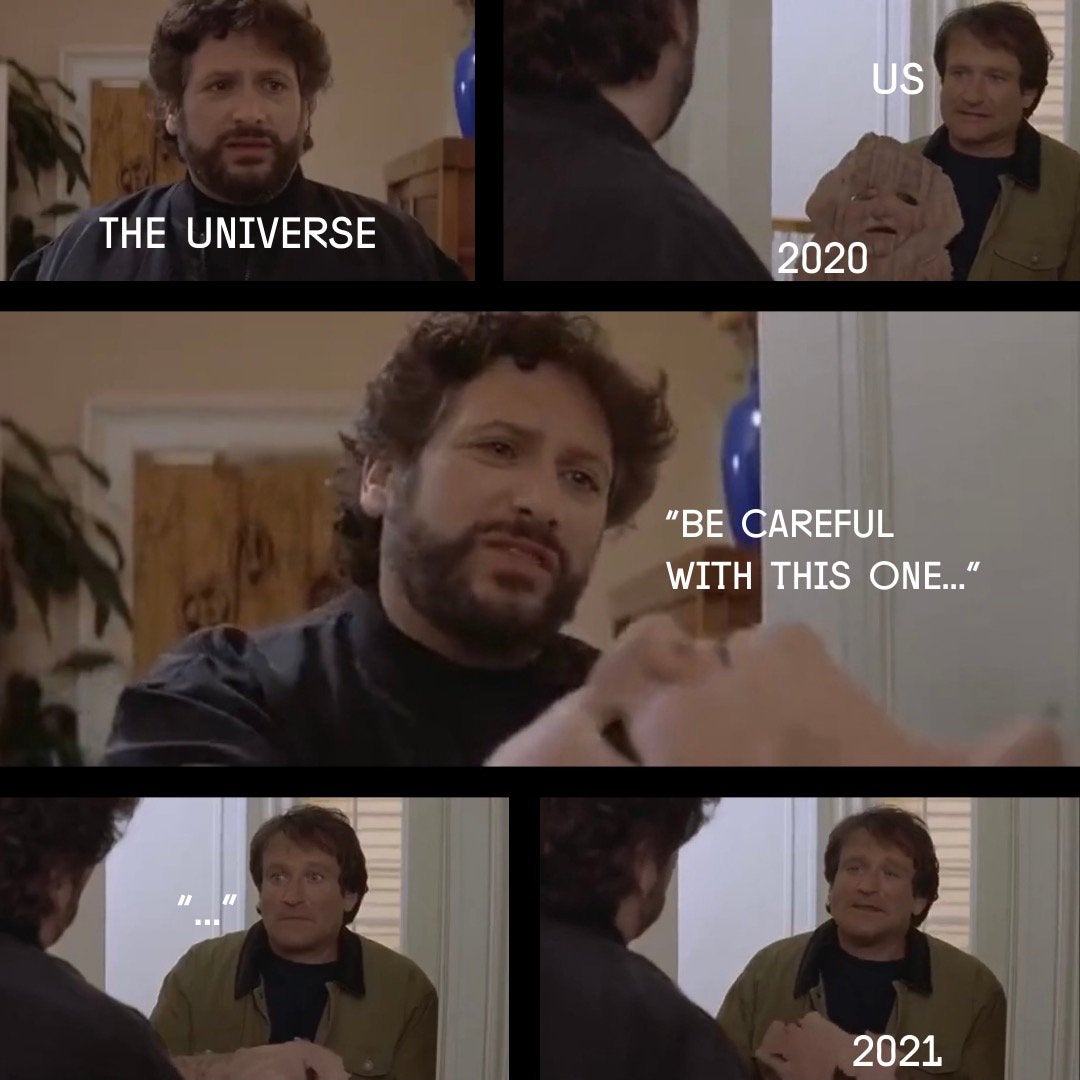 THE UNIVERSE
US
2020
"BE CAREFUL
WITH THIS ONE..."
"..."
2021